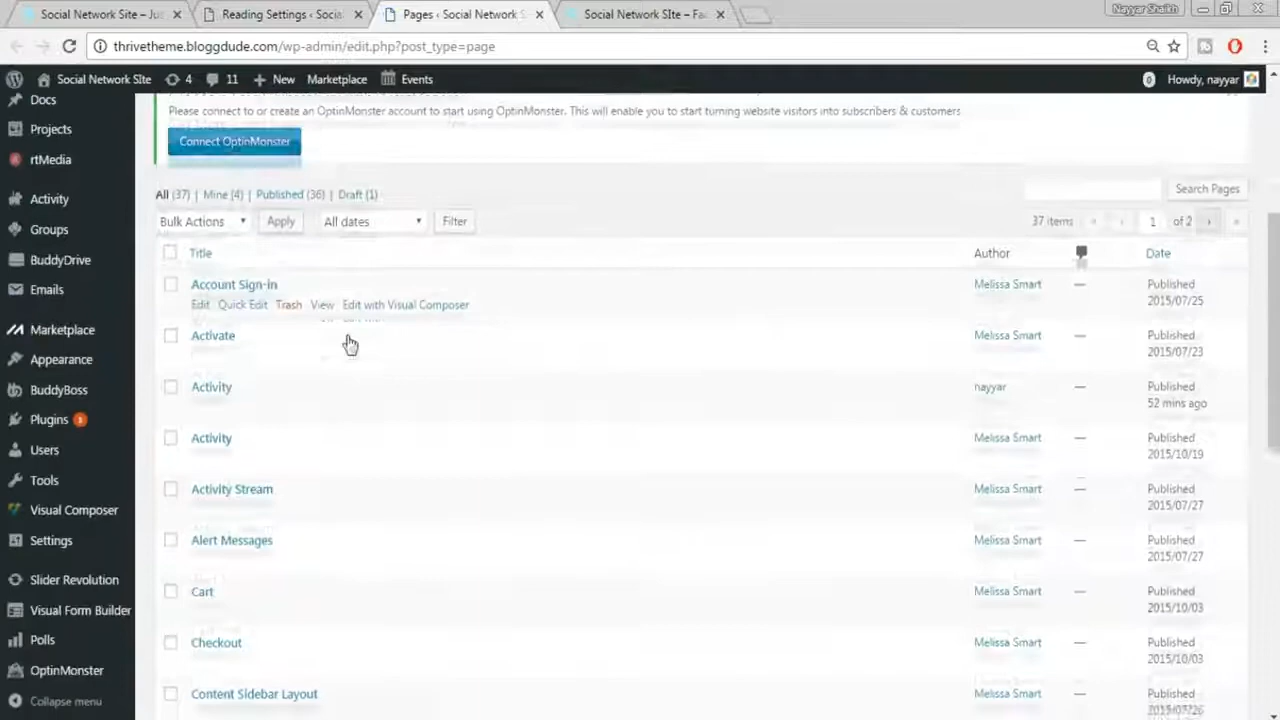 Social Network SIte – Ju
Reading Settings ‹ Socia
Pages ‹ Social Network S
Social Network SIte – Fa
Nayyar Shaikh
thrivetheme.bloggdude.com/wp-admin/edit.php?post_type=page
Social Network SIte 4 11 New Marketplace Events
0 Howdy, nayyar
Docs
Projects
rtMedia
Activity
Groups
BuddyDrive
Emails
Marketplace
Appearance
BuddyBoss
Plugins
Users
Tools
Visual Composer
Settings
Slider Revolution
Visual Form Builder
Polls
OptinMonster
Collapse menu
Please connect to or create an OptinMonster account to start using OptinMonster. This will enable you to start turning website visitors into subscribers & customers
Connect OptinMonster
All (37) | Mine (4) | Published (36) | Draft (1)
Search Pages
Bulk Actions Apply All dates Filter
37 items « ‹ 1 of 2 › »
Title Author Date
Account Sign-in Melissa Smart — Published
2015/07/25
Edit Quick Edit Trash View Edit with Visual Composer
Activate Melissa Smart — Published
2015/07/23
Activity nayyar — Published
52 mins ago
Activity Melissa Smart — Published
2015/10/19
Activity Stream Melissa Smart — Published
2015/07/27
Alert Messages Melissa Smart — Published
2015/07/27
Cart Melissa Smart — Published
2015/10/03
Checkout Melissa Smart — Published
2015/10/03
Content Sidebar Layout Melissa Smart — Published
2015/07/26